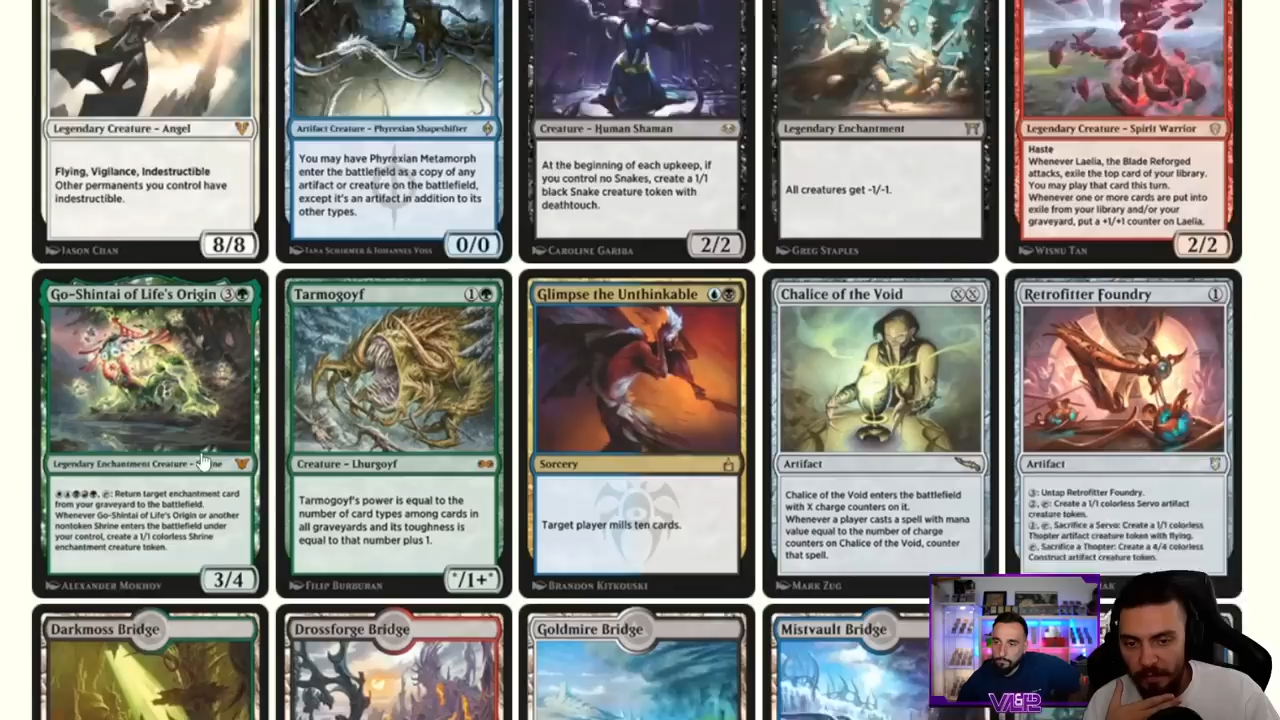 Legendary Creature – Angel
Flying, Vigilance, Indestructible
Other permanents you control have
indestructible.
Jason Chan
8/8
Artifact Creature – Phyrexian Shapeshifter
You may have Phyrexian Metamorph
enter the battlefield as a copy of any
artifact or creature on the battlefield,
except it's an artifact in addition to its
other types.
0/0
Creature – Human Shaman
At the beginning of each upkeep, if
you control no Snakes, create a 1/1
black Snake creature token with
deathtouch.
Caroline Gariba
2/2
Legendary Enchantment
All creatures get -1/-1.
Greg Staples
Legendary Creature – Spirit Warrior
Haste
Whenever Laelia, the Blade Reforged
attacks, exile the top card of your library.
You may play that card this turn.
Whenever one or more cards are put into
exile from your library and/or your
graveyard, put a +1/+1 counter on Laelia.
Wisnu Tan
2/2
Go-Shintai of Life's Origin 3
Legendary Enchantment Creature –
: Return target enchantment card
from your graveyard to the battlefield.
Whenever Go-Shintai of Life's Origin or another
nontoken Shrine enters the battlefield under
your control, create a 1/1 colorless Shrine
enchantment creature token.
Alexander Mokhov
3/4
Tarmogoyf 1
Creature – Lhurgoyf
Tarmogoyf's power is equal to the
number of card types among cards in
all graveyards and its toughness is
equal to that number plus 1.
Filip Burburan
*/1+*
Glimpse the Unthinkable
Sorcery
Target player mills ten cards.
Brandon Kitkouski
Chalice of the Void XX
Artifact
Chalice of the Void enters the battlefield
with X charge counters on it.
Whenever a player casts a spell with mana
value equal to the number of charge
counters on Chalice of the Void, counter
that spell.
Mark Zug
Retrofitter Foundry 1
Artifact
3: Untap Retrofitter Foundry.
2, : Create a 1/1 colorless Servo artifact
creature token.
1, , Sacrifice a Servo: Create a 1/1 colorless
Thopter artifact creature token with flying.
, Sacrifice a Thopter: Create a 4/4 colorless
Construct artifact creature token.
Darkmoss Bridge
Drossforge Bridge
Goldmire Bridge
Mistvault Bridge